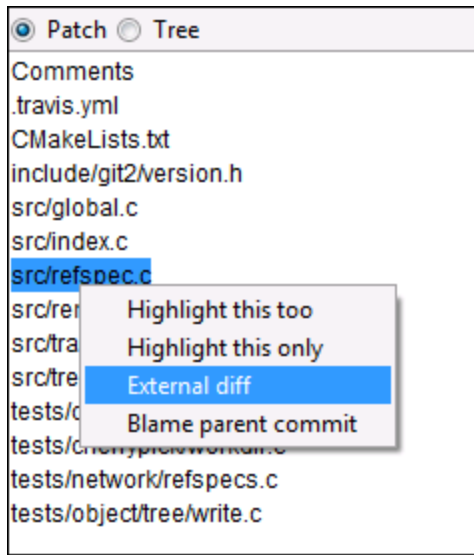 Patch Tree
Comments
.travis.yml
CMakeLists.txt
include/git2/version.h
src/global.c
src/index.c
src/refspec.c
Highlight this too
Highlight this only
External diff
Blame parent commit
tests/network/refspecs.c
tests/object/tree/write.c